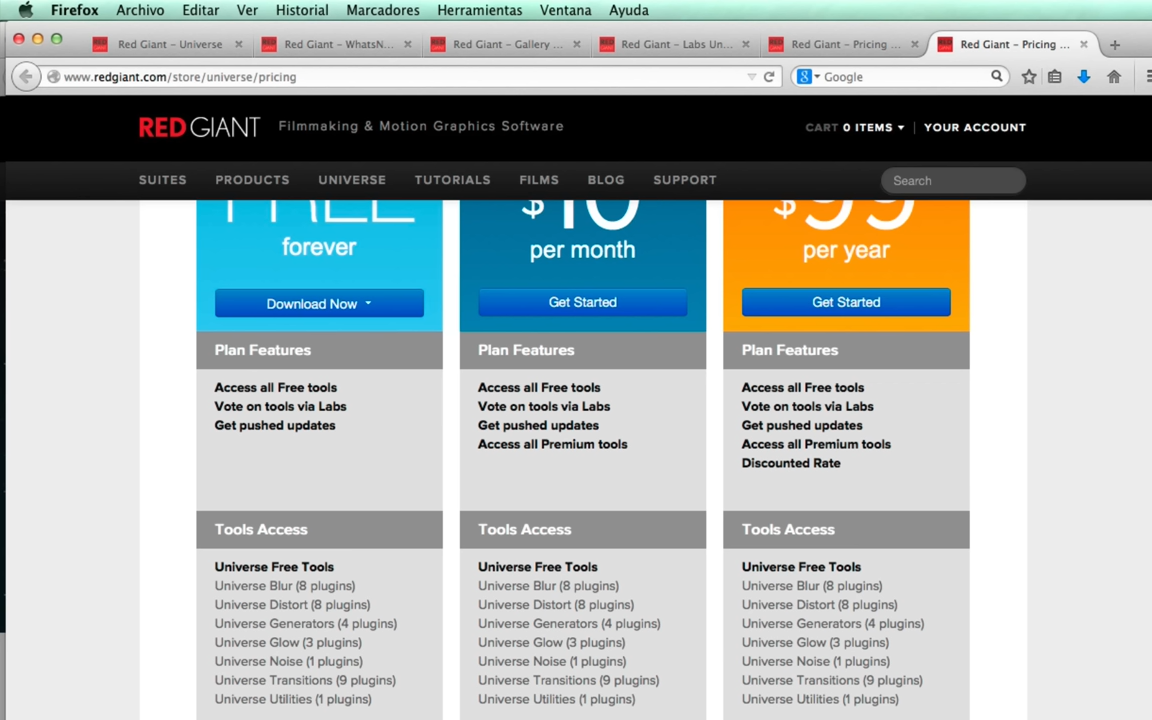 Firefox Archivo Editar Ver Historial Marcadores Herramientas Ventana Ayuda
Red Giant – Universe Red Giant – WhatsN... Red Giant – Gallery ... Red Giant – Labs Un... Red Giant – Pricing ... Red Giant – Pricing ...
www.redgiant.com/store/universe/pricing Google
RED GIANT Filmmaking & Motion Graphics Software CART 0 ITEMS YOUR ACCOUNT
SUITES PRODUCTS UNIVERSE TUTORIALS FILMS BLOG SUPPORT Search
FREE
forever
Download Now
Plan Features
Access all Free tools
Vote on tools via Labs
Get pushed updates
Tools Access
Universe Free Tools
Universe Blur (8 plugins)
Universe Distort (8 plugins)
Universe Generators (4 plugins)
Universe Glow (3 plugins)
Universe Noise (1 plugins)
Universe Transitions (9 plugins)
Universe Utilities (1 plugins)
$10
per month
Get Started
Plan Features
Access all Free tools
Vote on tools via Labs
Get pushed updates
Access all Premium tools
Tools Access
Universe Free Tools
Universe Blur (8 plugins)
Universe Distort (8 plugins)
Universe Generators (4 plugins)
Universe Glow (3 plugins)
Universe Noise (1 plugins)
Universe Transitions (9 plugins)
Universe Utilities (1 plugins)
$99
per year
Get Started
Plan Features
Access all Free tools
Vote on tools via Labs
Get pushed updates
Access all Premium tools
Discounted Rate
Tools Access
Universe Free Tools
Universe Blur (8 plugins)
Universe Distort (8 plugins)
Universe Generators (4 plugins)
Universe Glow (3 plugins)
Universe Noise (1 plugins)
Universe Transitions (9 plugins)
Universe Utilities (1 plugins)